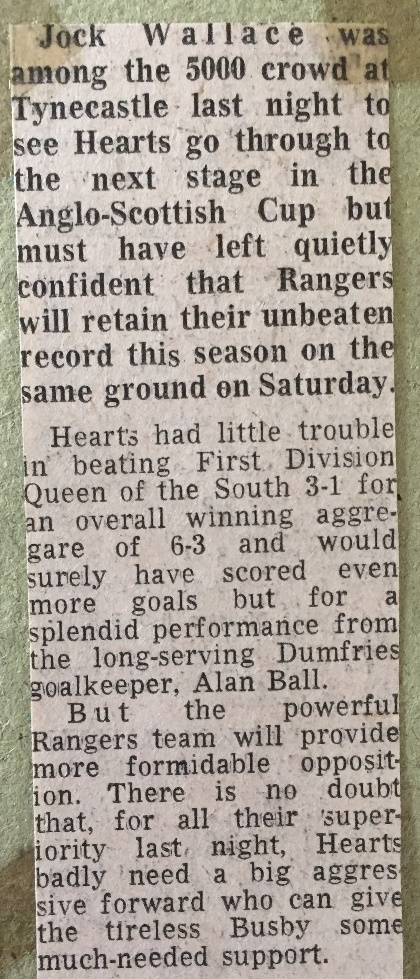 Jock Wallace was
among the 5000 crowd at
Tynecastle last night to
see Hearts go through to
the next stage in the
Anglo-Scottish Cup but
must have left quietly
confident that Rangers
will retain their unbeaten
record this season on the
same ground on Saturday.
Hearts had little trouble
in beating First Division
Queen of the South 3-1 for
an overall winning aggre-
gare of 6-3 and would
surely have scored even
more goals but for a
splendid performance from
the long-serving Dumfries
goalkeeper, Alan Ball.
But the powerful
Rangers team will provide
more formidable opposit-
ion. There is no doubt
that, for all their super-
iority last night, Hearts
badly need a big aggres
sive forward who can give
the tireless Busby some
much-needed support.